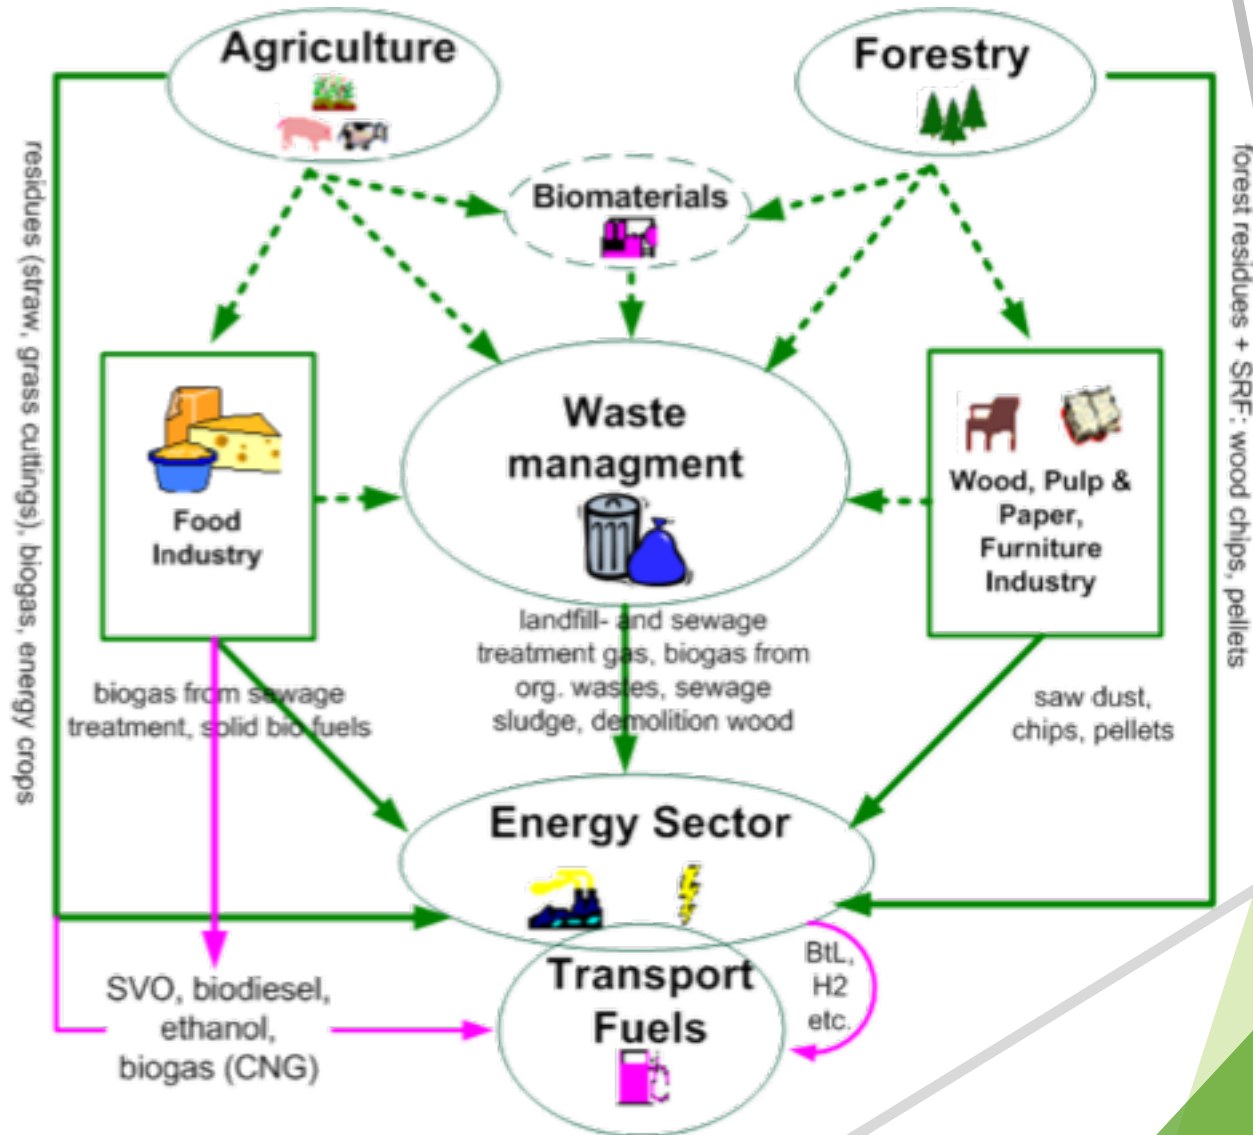 Agriculture
Forestry
Biomaterials
residues (straw, grass cuttings), biogas, energy crops
forest residues + SRF: wood chips, pellets
Waste
managment
Food
Industry
Wood, Pulp &
Paper,
Furniture
Industry
landfill- and sewage
treatment gas, biogas from
org. wastes, sewage
sludge, demolition wood
biogas from sewage
treatment, solid bio fuels
saw dust,
chips, pellets
Energy Sector
BtL,
H2
etc.
Transport
Fuels
SVO, biodiesel,
ethanol,
biogas (CNG)